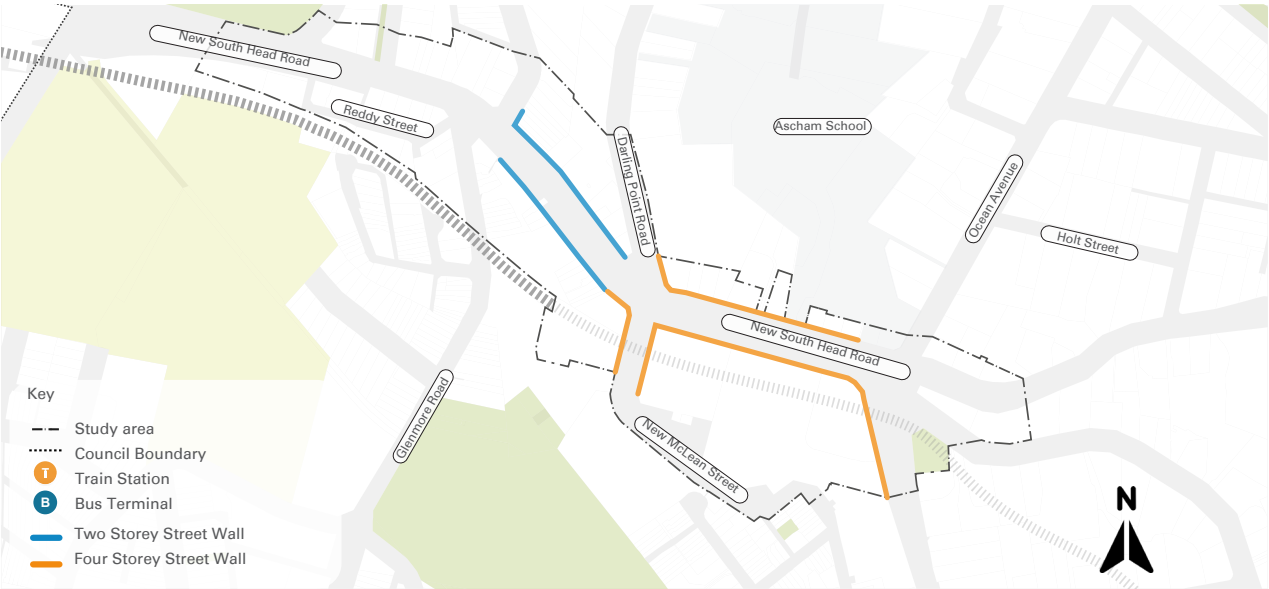 New South Head Road
Reddy Street
Darling Point Road
Ascham School
Ocean Avenue
Holt Street
New South Head Road
Glenmore Road
New McLean Street
Key
Study area
Council Boundary
T
Train Station
B
Bus Terminal
Two Storey Street Wall
Four Storey Street Wall
N